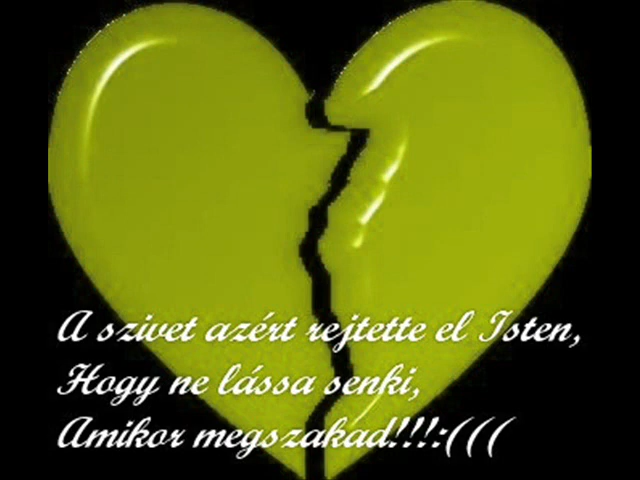 A szivet azért rejtette el Isten,
Hogy ne lássa senki,
Amikor megszakad!!!:(((